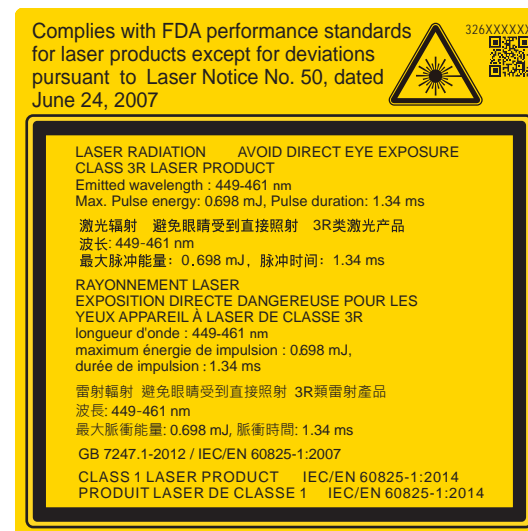 Complies with FDA performance standards
for laser products except for deviations
pursuant to Laser Notice No. 50, dated
June 24, 2007
326XXXXXX
LASER RADIATION AVOID DIRECT EYE EXPOSURE
CLASS 3R LASER PRODUCT
Emitted wavelength : 449-461 nm
Max. Pulse energy: 0.698 mJ, Pulse duration: 1.34 ms
激光辐射 避免眼睛受到直接照射 3R类激光产品
波长: 449-461 nm
最大脉冲能量: 0.698 mJ, 脉冲时间: 1.34 ms
RAYONNEMENT LASER
EXPOSITION DIRECTE DANGEREUSE POUR LES
YEUX APPAREIL À LASER DE CLASSE 3R
longueur d'onde : 449-461 nm
maximum énergie de impulsion : 0.698 mJ,
durée de impulsion : 1.34 ms
雷射輻射 避免眼睛受到直接照射 3R類雷射產品
波長: 449-461 nm
最大脈衝能量: 0.698 mJ, 脈衝時間: 1.34 ms
GB 7247.1-2012 / IEC/EN 60825-1:2007
CLASS 1 LASER PRODUCT IEC/EN 60825-1:2014
PRODUIT LASER DE CLASSE 1 IEC/EN 60825-1:2014